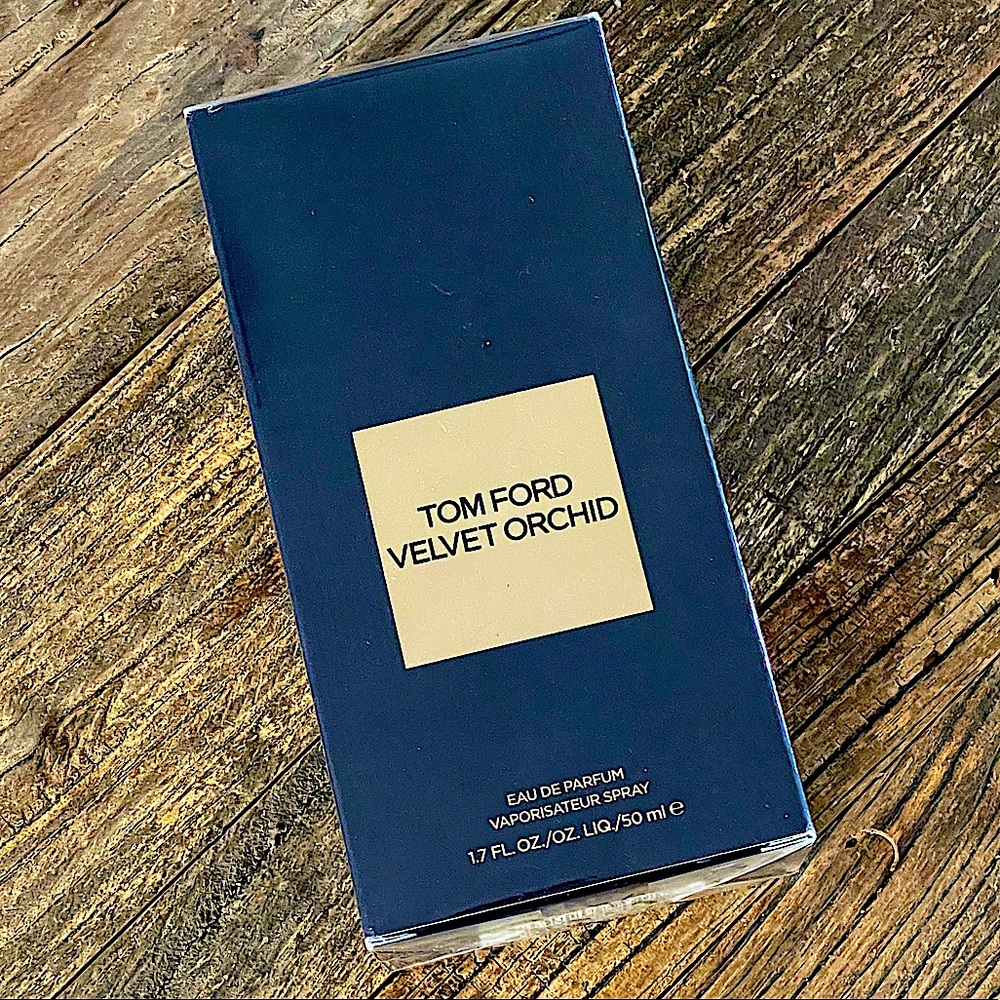 TOM FORD
VELVET ORCHID
EAU DE PARFUM
VAPORISATEUR SPRAY
1.7 FL. OZ./OZ. LIQ./50 ml ℮